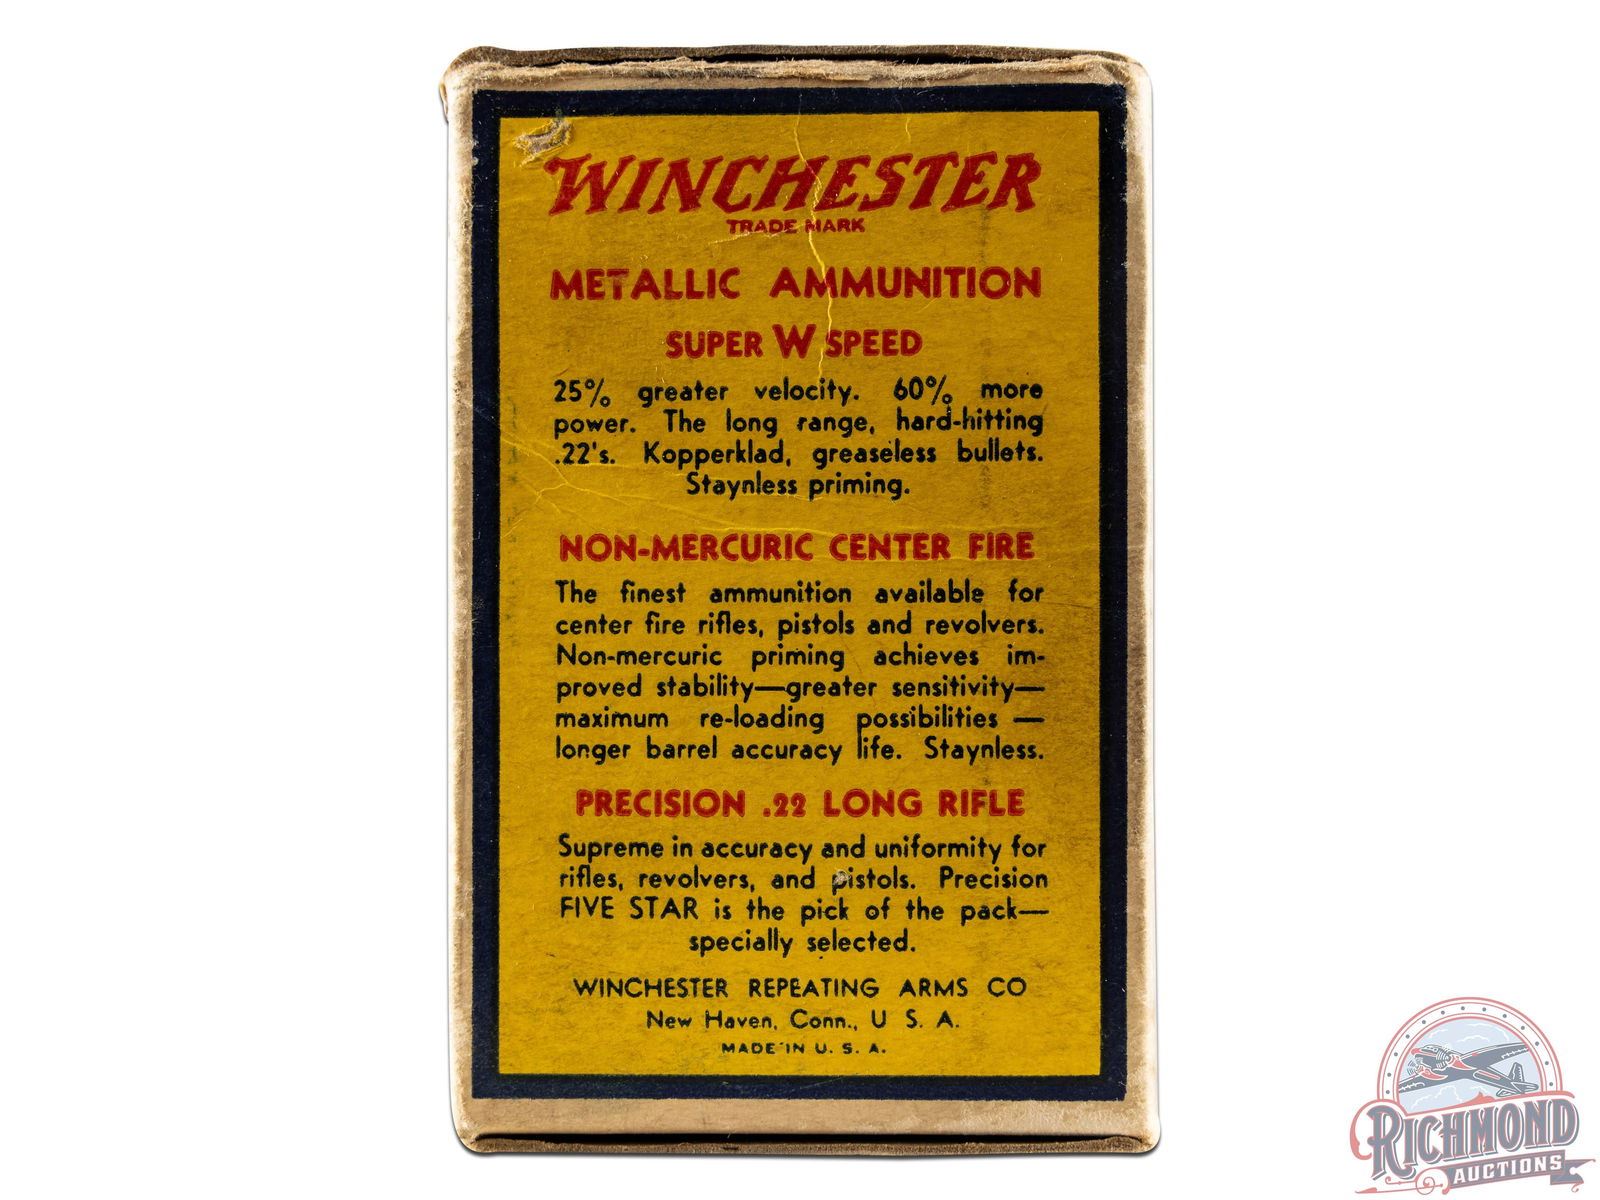 WINCHESTER
TRADE MARK
METALLIC AMMUNITION
SUPER W SPEED
25% greater velocity. 60% more
power. The long range, hard-hitting
.22's. Kopperklad, greaseless bullets.
Staynless priming.
NON-MERCURIC CENTER FIRE
The finest ammunition available for
center fire rifles, pistols and revolvers.
Non-mercuric priming achieves im-
proved stability—greater sensitivity—
maximum re-loading possibilities —
longer barrel accuracy life. Staynless.
PRECISION .22 LONG RIFLE
Supreme in accuracy and uniformity for
rifles, revolvers, and pistols. Precision
FIVE STAR is the pick of the pack—
specially selected.
WINCHESTER REPEATING ARMS CO
New Haven, Conn., U S. A.
MADE IN U. S. A.
RICHMOND
AUCTIONS